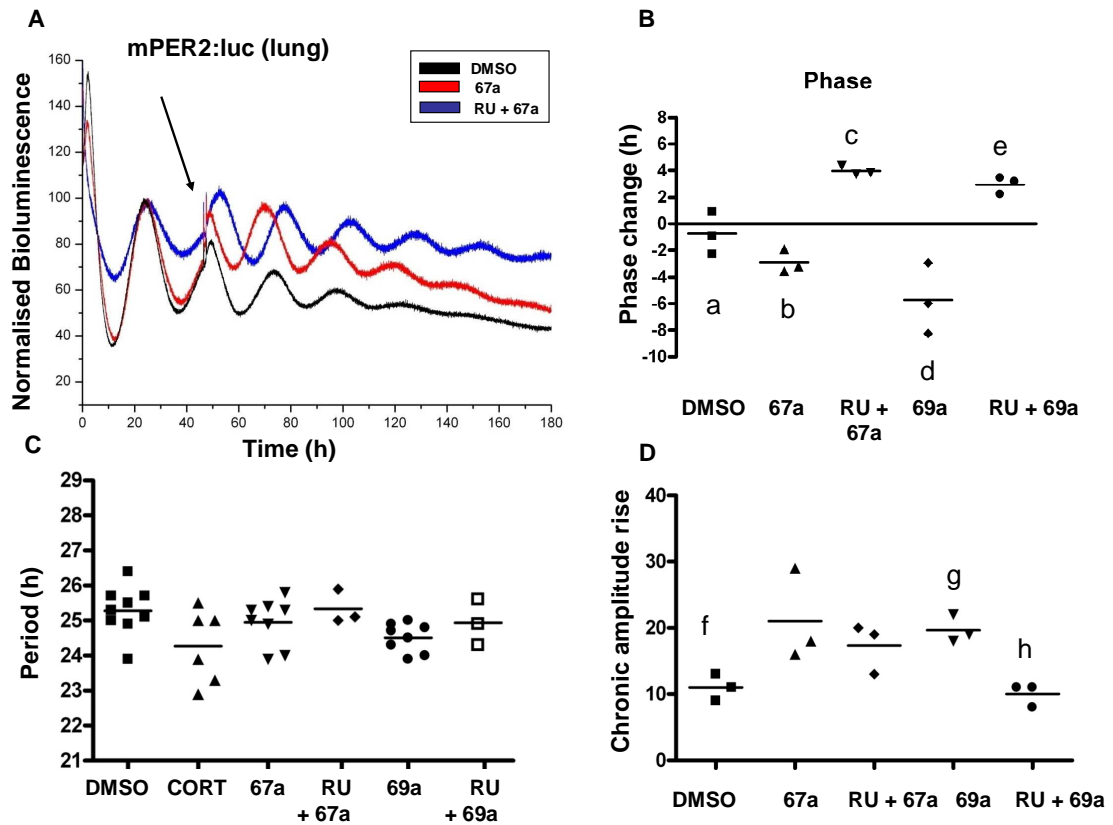 A
mPER2:luc (lung)
DMSO
67a
RU + 67a
Normalised Bioluminescence
160
140
120
100
80
60
40
20
0 20 40 60 80 100 120 140 160 180
Time (h)
B
Phase
Phase change (h)
8
6
4
2
0
-2
-4
-6
-8
-10
a
b
c
d
e
DMSO 67a RU + 67a 69a RU + 69a
C
Period (h)
29
28
27
26
25
24
23
22
21
DMSO CORT 67a RU + 67a 69a RU + 69a
D
Chronic amplitude rise
40
30
20
10
0
f
g
h
DMSO 67a RU + 67a 69a RU + 69a